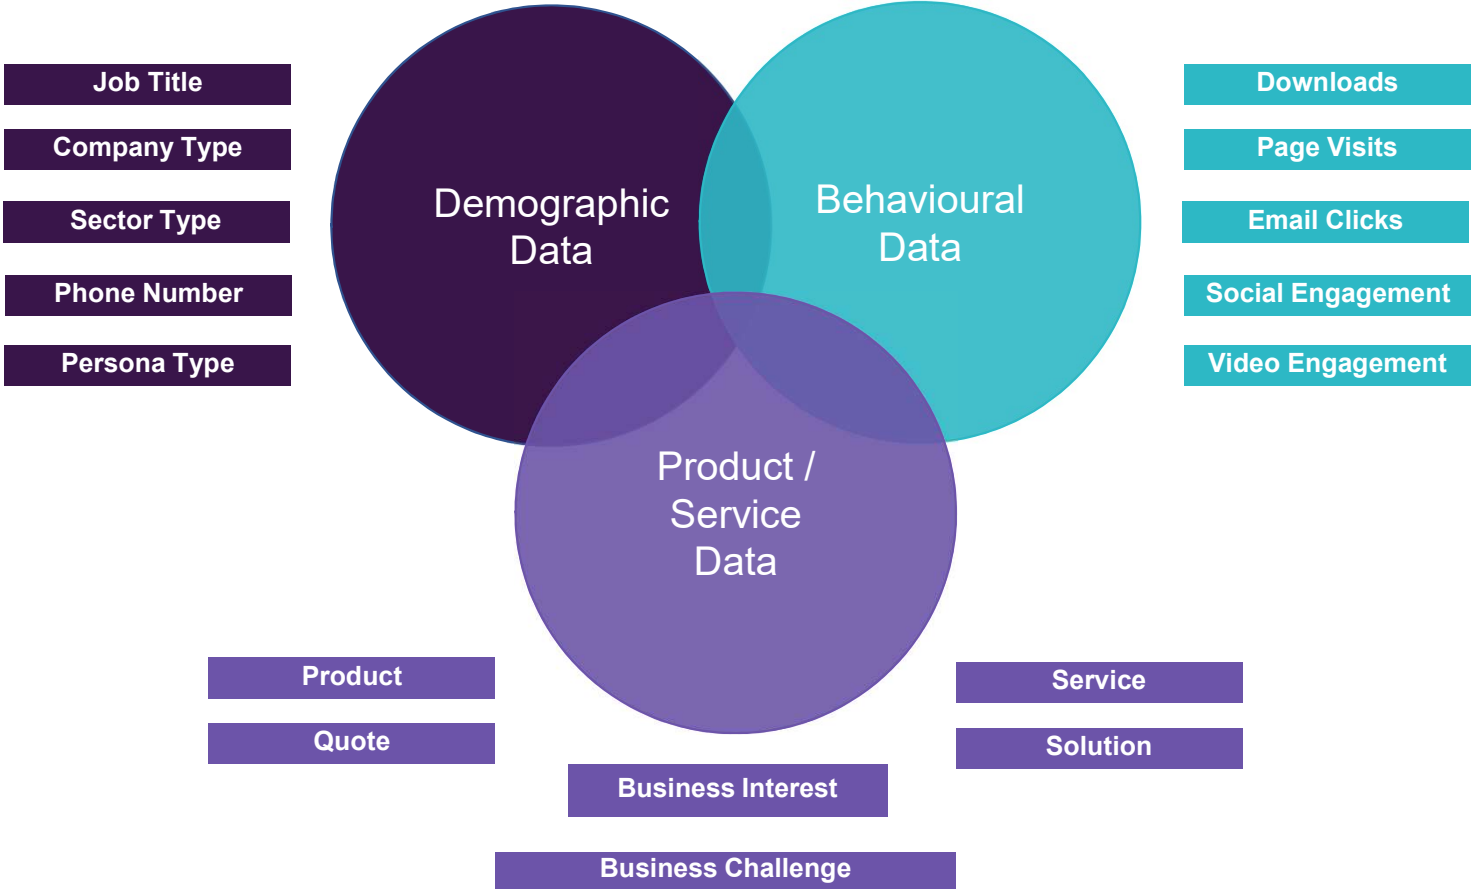 Job Title
Company Type
Sector Type
Phone Number
Persona Type
Demographic
Data
Behavioural
Data
Downloads
Page Visits
Email Clicks
Social Engagement
Video Engagement
Product /
Service
Data
Product
Quote
Service
Solution
Business Interest
Business Challenge